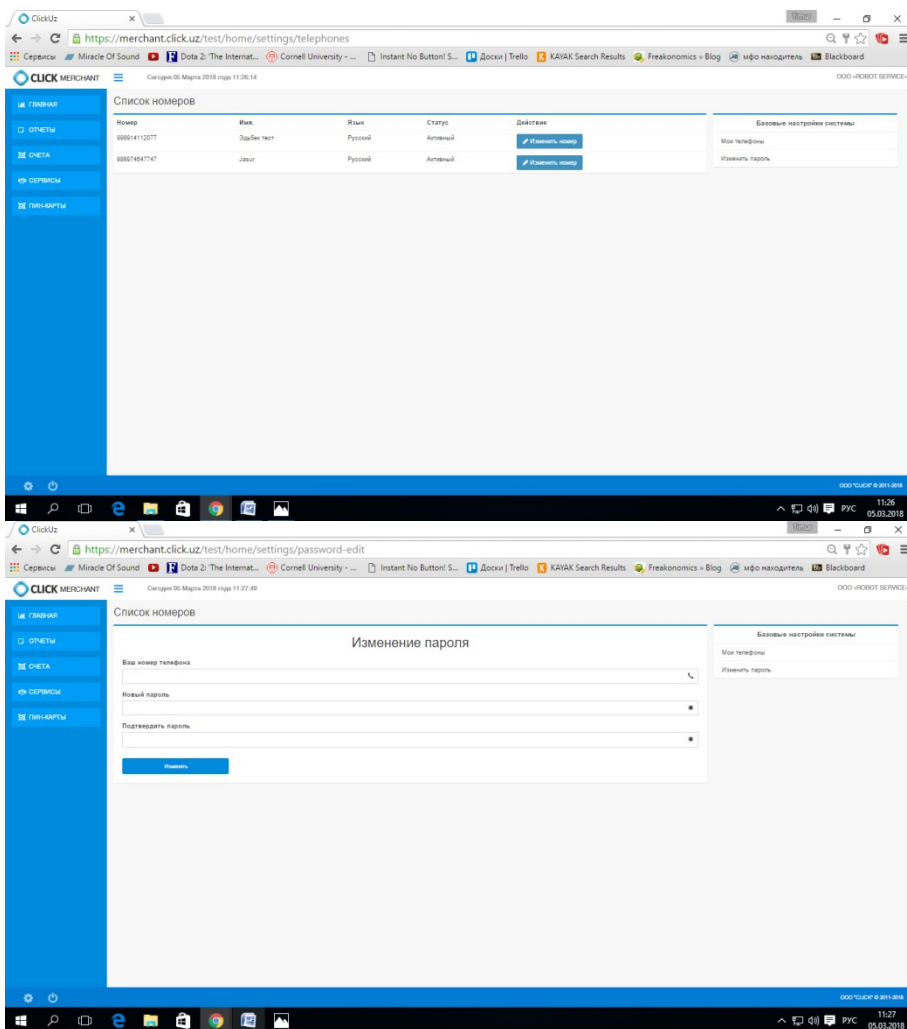 ClickUz
Timur
https://merchant.click.uz/test/home/settings/telephones
Сервисы Miracle Of Sound Dota 2: The Internat... Cornell University - ... Instant No Button! S... Доски | Trello KAYAK Search Results Freakonomics » Blog мфо находитель Blackboard
CLICK MERCHANT Сегодня 05 Марта 2018 года 11:26:14 ООО «ROBOT SERVICE»
ГЛАВНАЯ
ОТЧЕТЫ
СЧЕТА
СЕРВИСЫ
ПИН-КАРТЫ
Список номеров
Номер Имя Язык Статус Действие
998914112077 Эдьбек тест Русский Активный Изменить номер
998974647747 Jasur Русский Активный Изменить номер
Базовые настройки системы
Мои телефоны
Изменить пароль
ООО "CLICK" © 2011-2018
РУС 11:26
05.03.2018
ClickUz
Timur
https://merchant.click.uz/test/home/settings/password-edit
Сервисы Miracle Of Sound Dota 2: The Internat... Cornell University - ... Instant No Button! S... Доски | Trello KAYAK Search Results Freakonomics » Blog мфо находитель Blackboard
CLICK MERCHANT Сегодня 05 Марта 2018 года 11:27:49 ООО «ROBOT SERVICE»
ГЛАВНАЯ
ОТЧЕТЫ
СЧЕТА
СЕРВИСЫ
ПИН-КАРТЫ
Список номеров
Изменение пароля
Ваш номер телефона
Новый пароль
Подтвердить пароль
Изменить
Базовые настройки системы
Мои телефоны
Изменить пароль
ООО "CLICK" © 2011-2018
РУС 11:27
05.03.2018